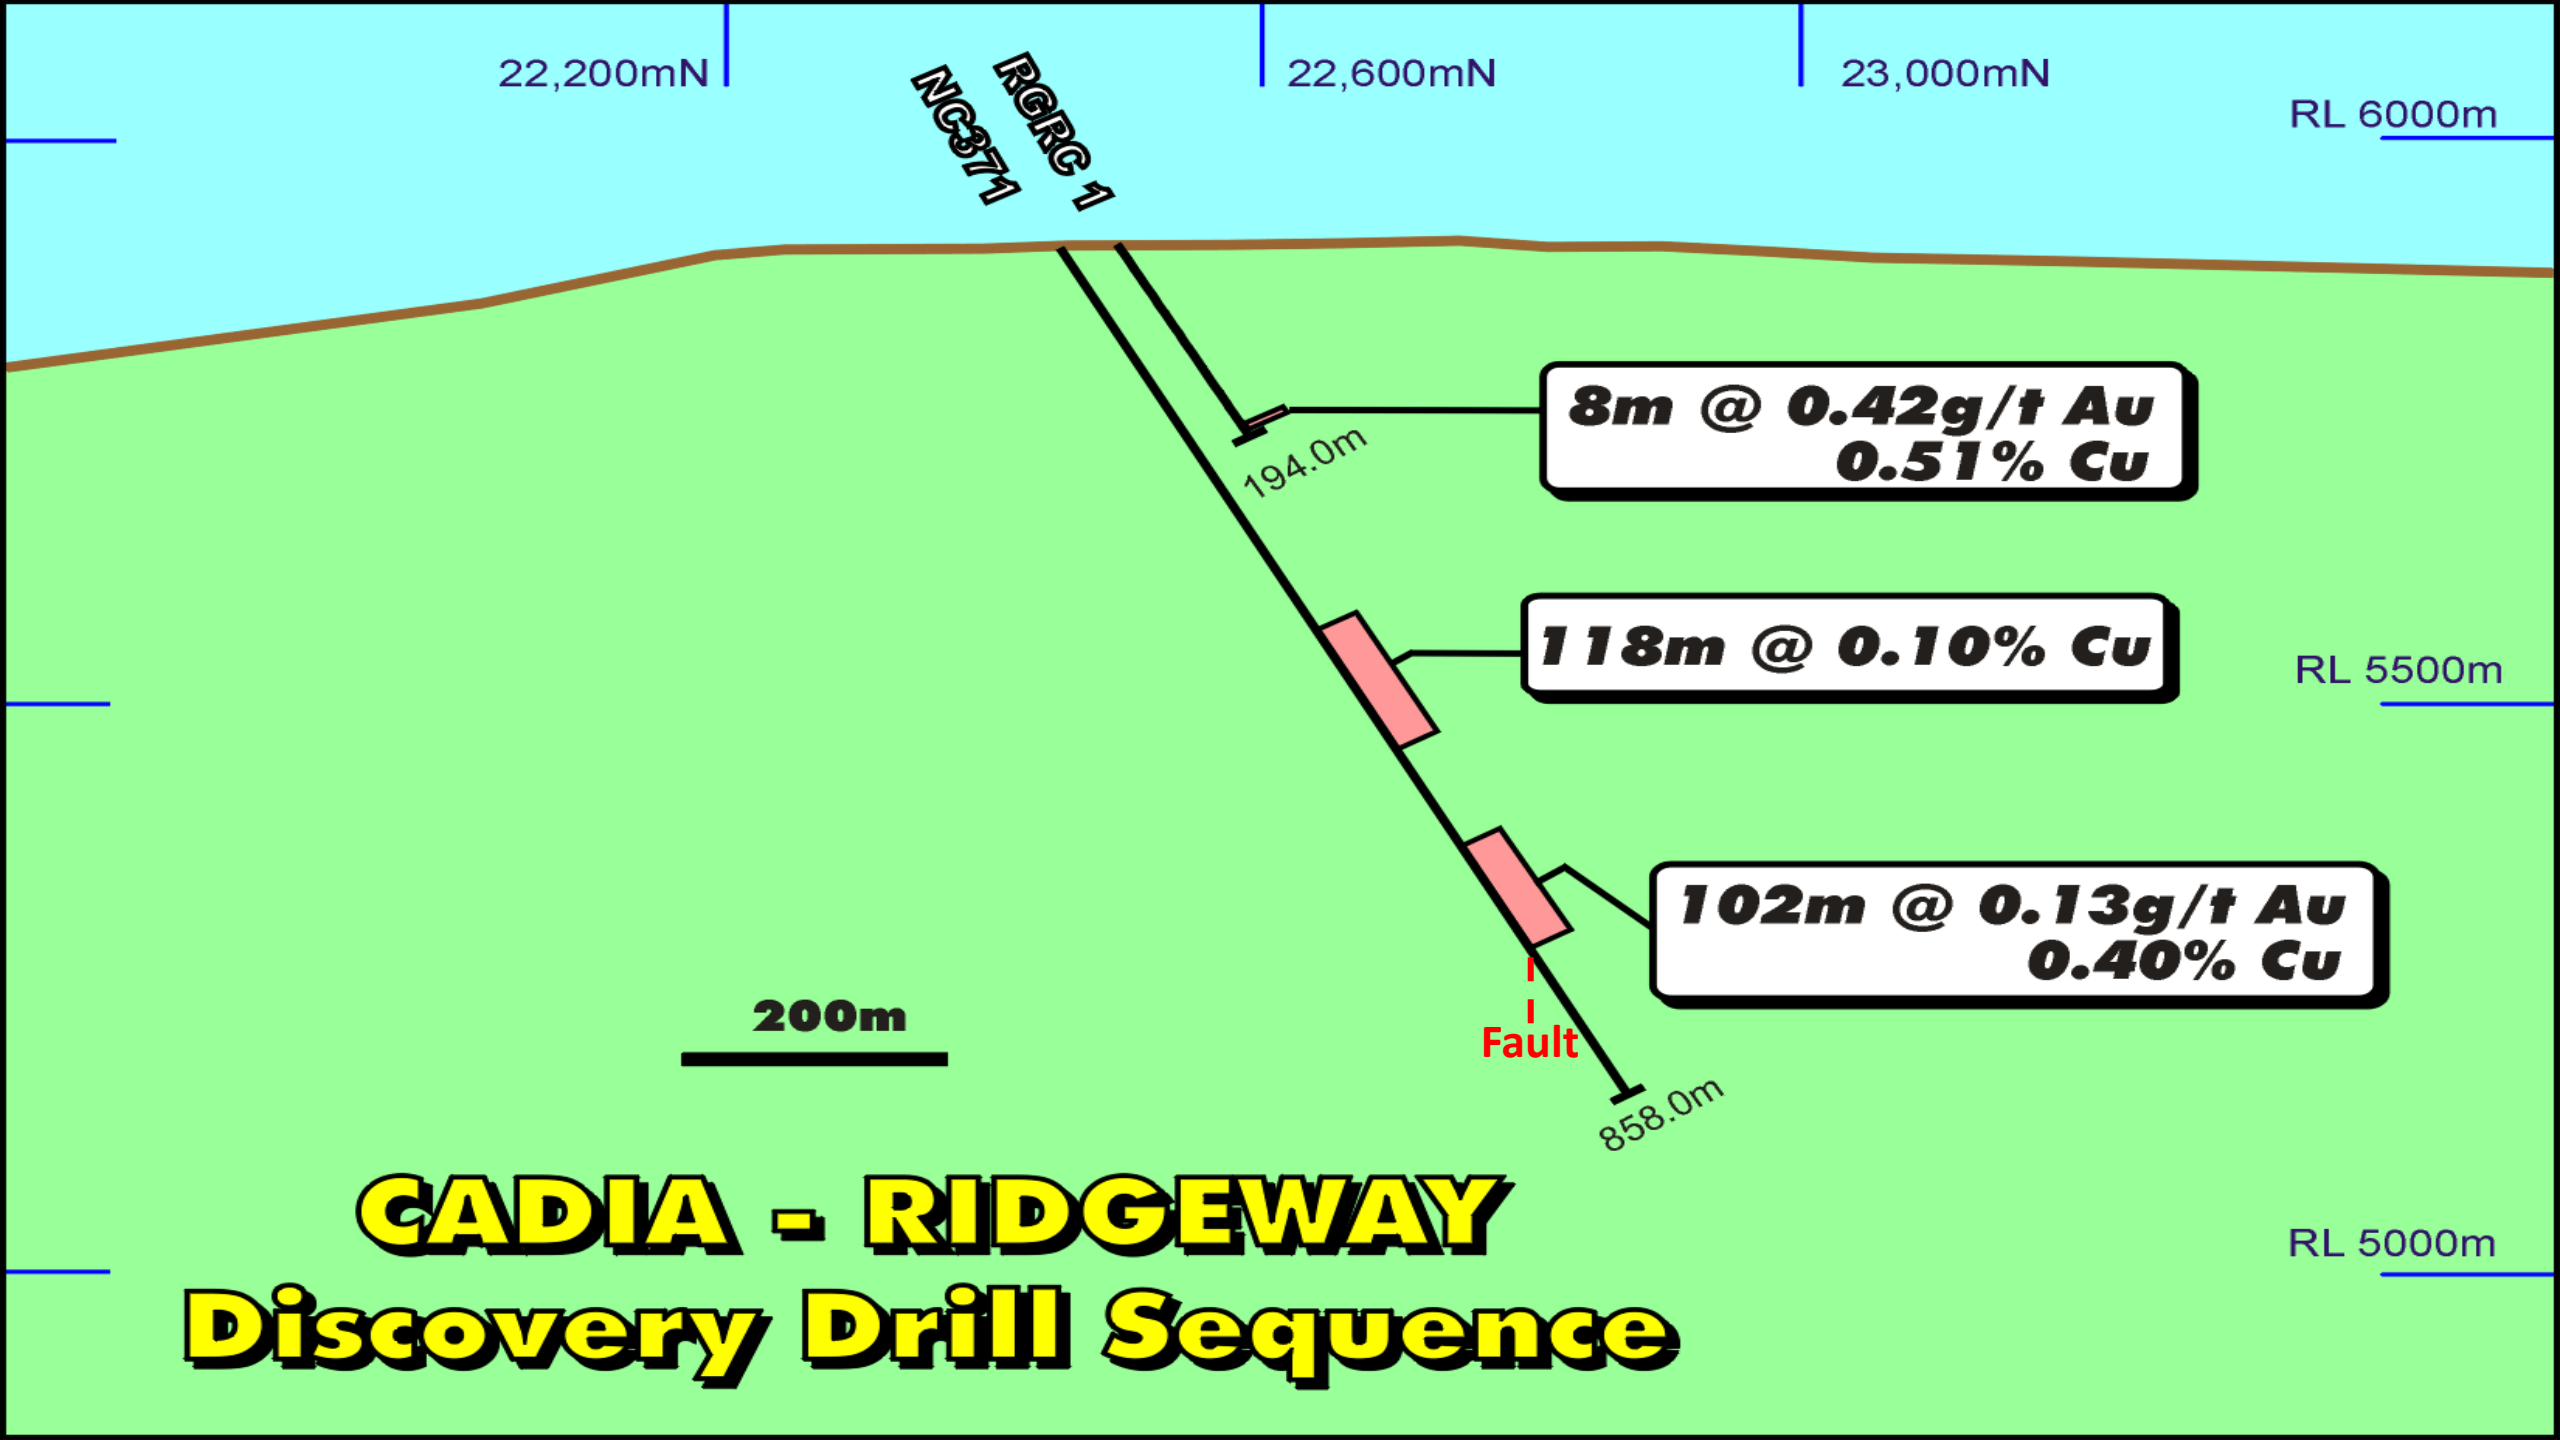 22,200mN
22,600mN
23,000mN
RL 6000m
NC371
RGRC 1
8m @ 0.42g/t Au
0.51% Cu
194.0m
118m @ 0.10% Cu
RL 5500m
102m @ 0.13g/t Au
0.40% Cu
200m
Fault
858.0m
CADIA - RIDGEWAY
RL 5000m
Discovery Drill Sequence